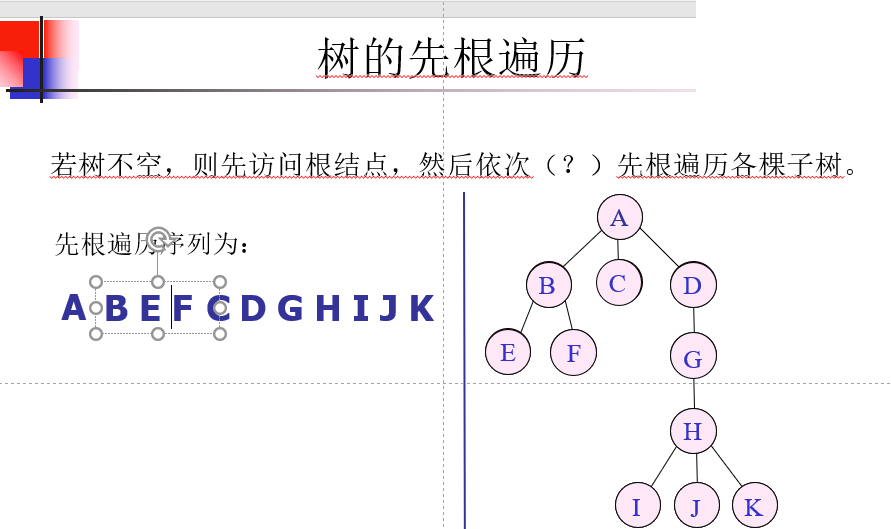 树的先根遍历
若树不空，则先访问根结点，然后依次（？）先根遍历各棵子树。
先根遍历序列为：
A B E F C D G H I J K
A
B C D
E F G
H
I J K